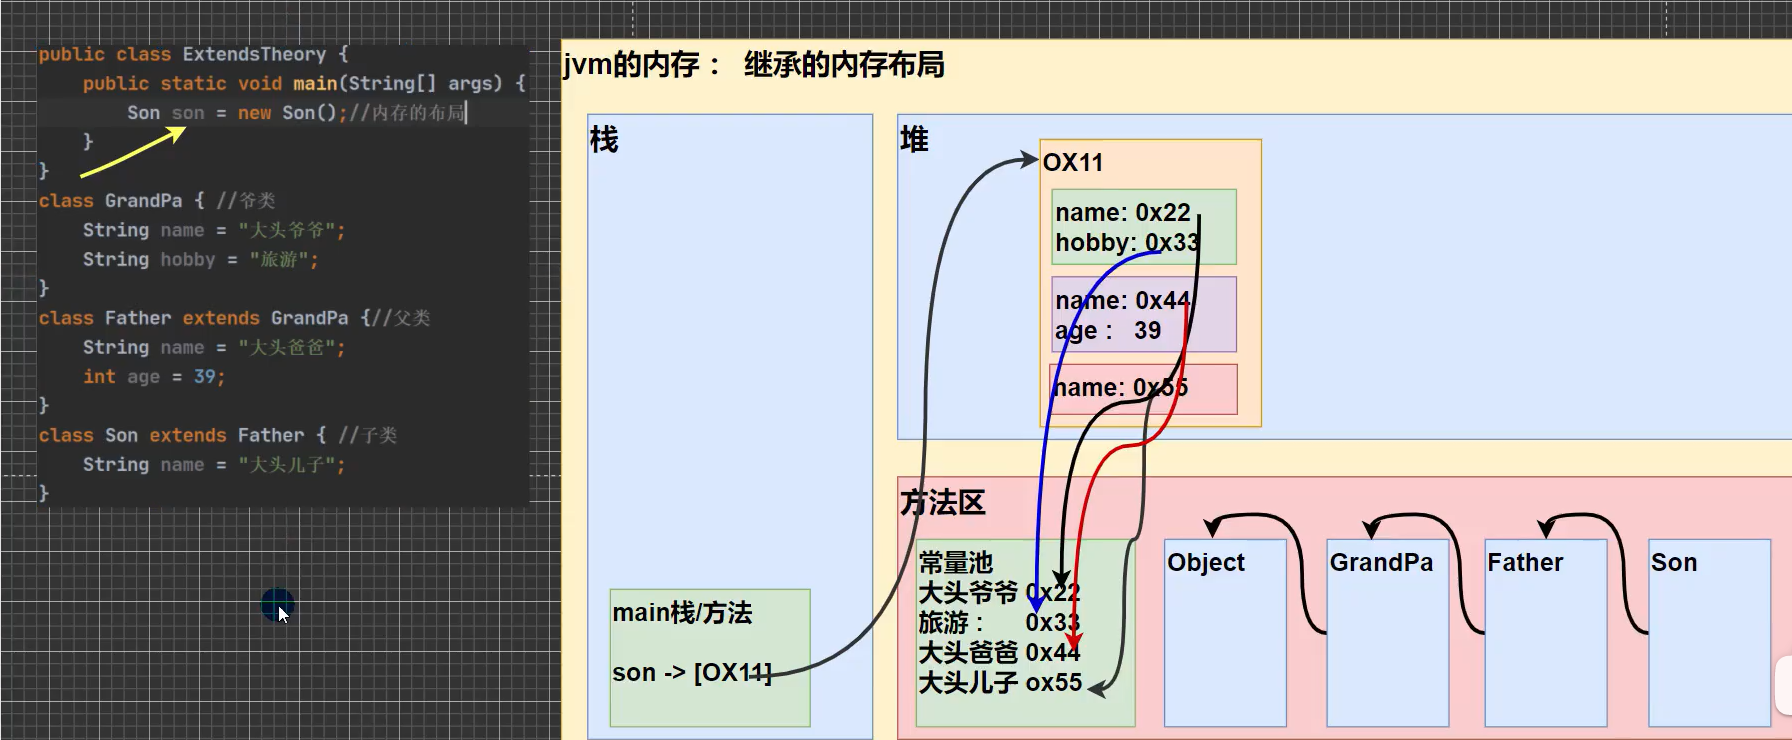 public class ExtendsTheory {
public static void main(String[] args) {
Son son = new Son();//内存的布局
}
}
class GrandPa { //爷类
String name = "大头爷爷";
String hobby = "旅游";
}
class Father extends GrandPa {//父类
String name = "大头爸爸";
int age = 39;
}
class Son extends Father { //子类
String name = "大头儿子";
}
jvm的内存： 继承的内存布局
栈
main栈/方法
son -> [OX11]
堆
OX11
name: 0x22
hobby: 0x33
name: 0x44
age： 39
name: 0x55
方法区
常量池
大头爷爷 0x22
旅游： 0x33
大头爸爸 0x44
大头儿子 ox55
Object
GrandPa
Father
Son